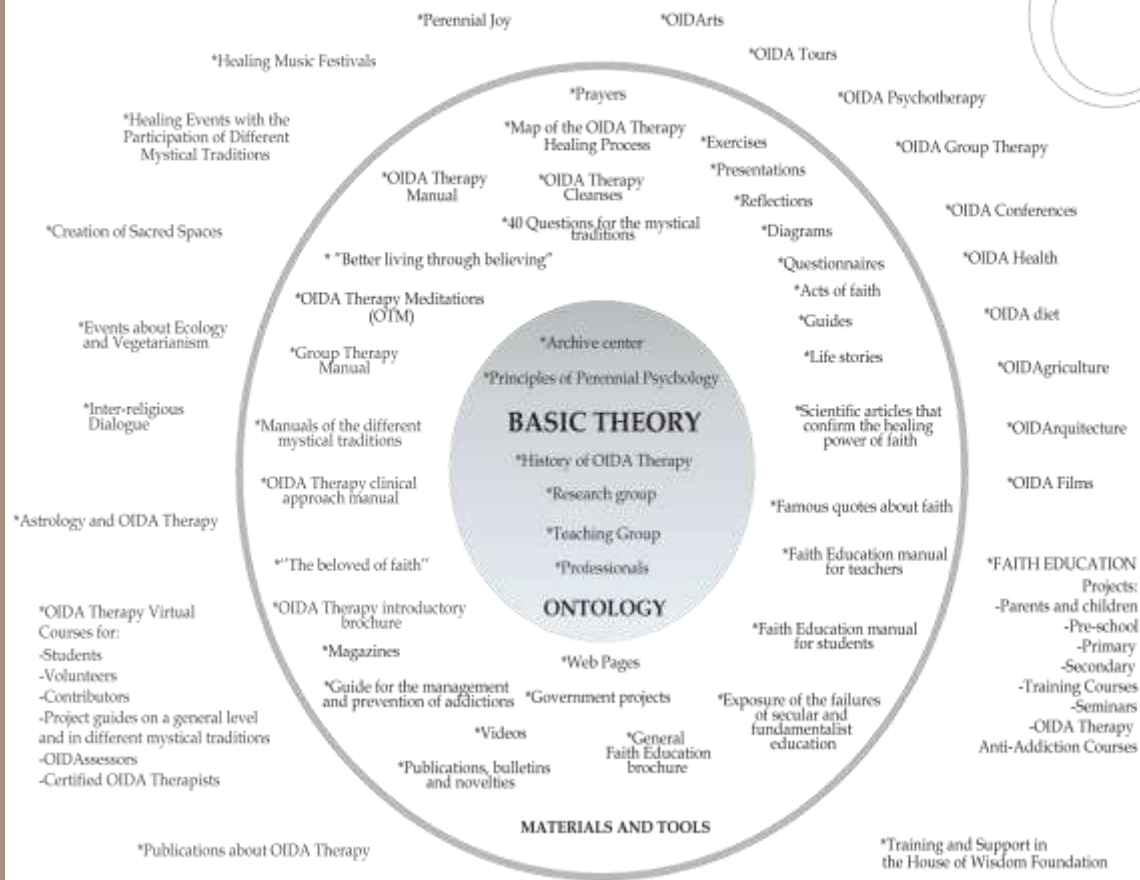 *Perennial Joy
*OIDArts
*Healing Music Festivals
*OIDA Tours
*Healing Events with the
Participation of Different
Mystical Traditions
*OIDA Psychotherapy
*OIDA Group Therapy
*Creation of Sacred Spaces
*OIDA Conferences
*OIDA Health
*Events about Ecology
and Vegetarianism
*OIDA diet
*OIDAgriculture
*Inter-religious
Dialogue
*OIDArquitecture
*OIDA Films
*Astrology and OIDA Therapy
*OIDA Therapy Virtual
Courses for:
-Students
-Volunteers
-Contributors
-Project guides on a general level
and in different mystical traditions
-OIDAssessors
-Certified OIDA Therapists
*FAITH EDUCATION
Projects:
-Parents and children
-Pre-school
-Primary
-Secondary
-Training Courses
-Seminars
-OIDA Therapy
Anti-Addiction Courses
*Publications about OIDA Therapy
*Training and Support in
the House of Wisdom Foundation
*Prayers
*Map of the OIDA Therapy
Healing Process
*Exercises
*Presentations
*OIDA Therapy
Manual
*OIDA Therapy
Cleanses
*Reflections
*40 Questions for the mystical
traditions
*Diagrams
* "Better living through believing"
*Questionnaires
*OIDA Therapy Meditations
(OTM)
*Acts of faith
*Guides
*Group Therapy
Manual
*Life stories
*Manuals of the different
mystical traditions
*Scientific articles that
confirm the healing
power of faith
*OIDA Therapy clinical
approach manual
*Famous quotes about faith
*"The beloved of faith"
*Faith Education manual
for teachers
*OIDA Therapy introductory
brochure
*Faith Education manual
for students
*Magazines
*Web Pages
*Guide for the management
and prevention of addictions
*Government projects
*Exposure of the failures
of secular and
fundamentalist
education
*Videos
*General
Faith Education
brochure
*Publications, bulletins
and novelties
MATERIALS AND TOOLS
*Archive center
*Principles of Perennial Psychology
BASIC THEORY
*History of OIDA Therapy
*Research group
*Teaching Group
*Professionals
ONTOLOGY